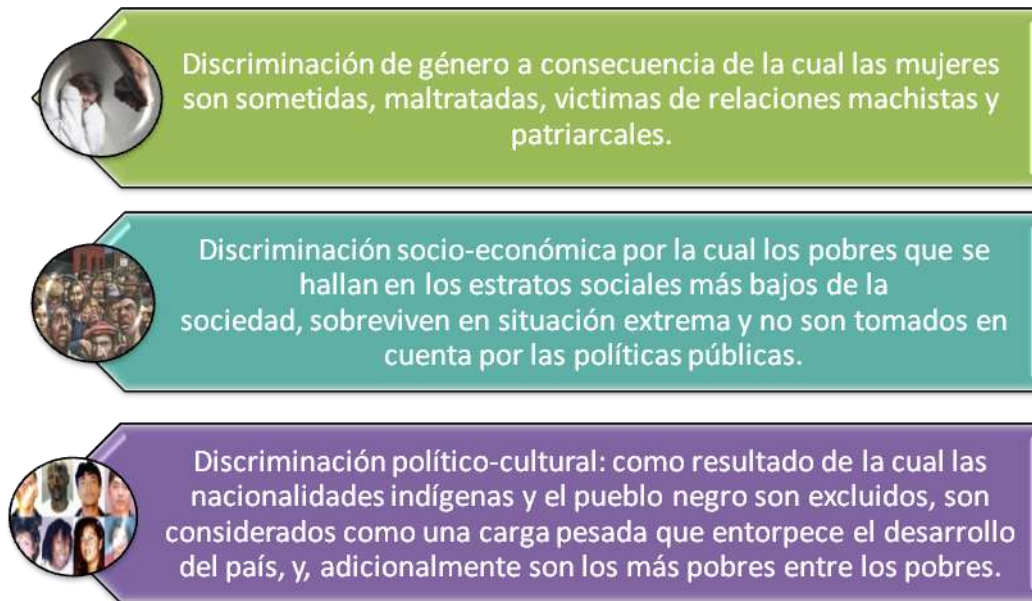 Discriminación de género a consecuencia de la cual las mujeres
son sometidas, maltratadas, victimas de relaciones machistas y
patriarcales.
Discriminación socio-económica por la cual los pobres que se
hallan en los estratos sociales más bajos de la
sociedad, sobreviven en situación extrema y no son tomados en
cuenta por las políticas públicas.
Discriminación político-cultural: como resultado de la cual las
nacionalidades indígenas y el pueblo negro son excluidos, son
considerados como una carga pesada que entorpece el desarrollo
del país, y, adicionalmente son los más pobres entre los pobres.